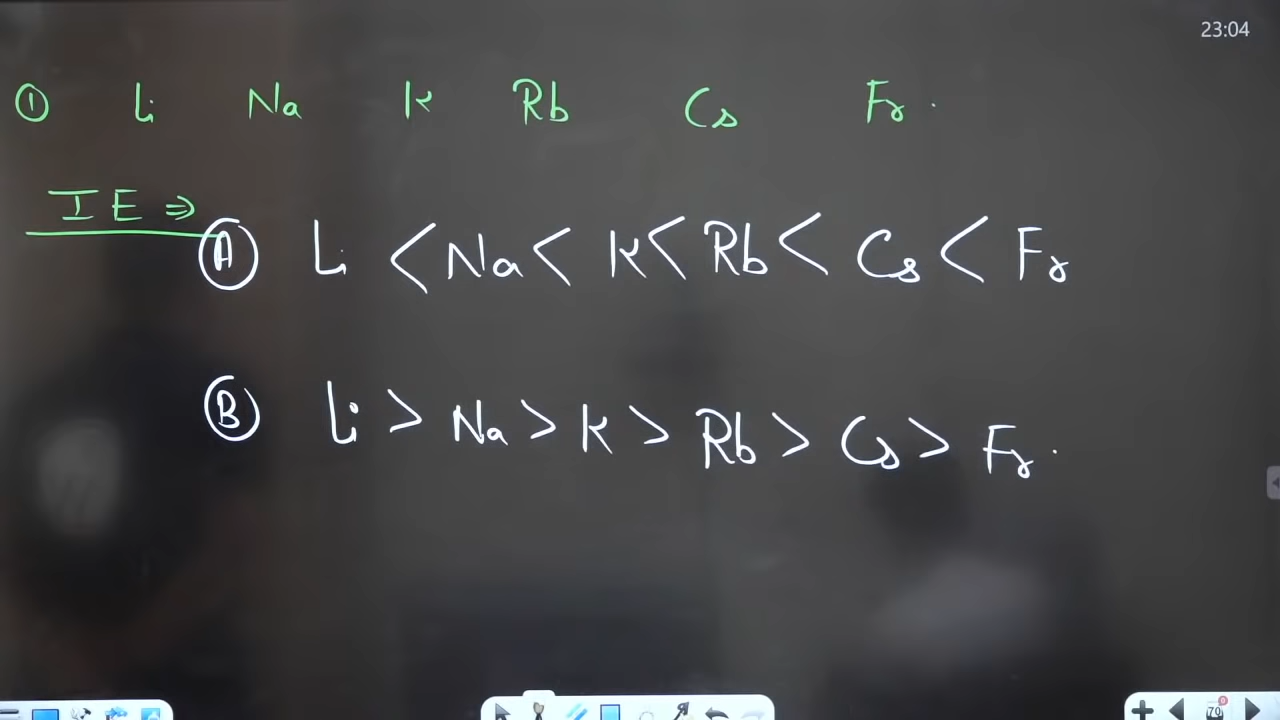 23:04
① Li Na K Rb Cs Fr.
IE ⇒
Ⓐ Li < Na < K < Rb < Cs < Fr
Ⓑ Li > Na > K > Rb > Cs > Fr.